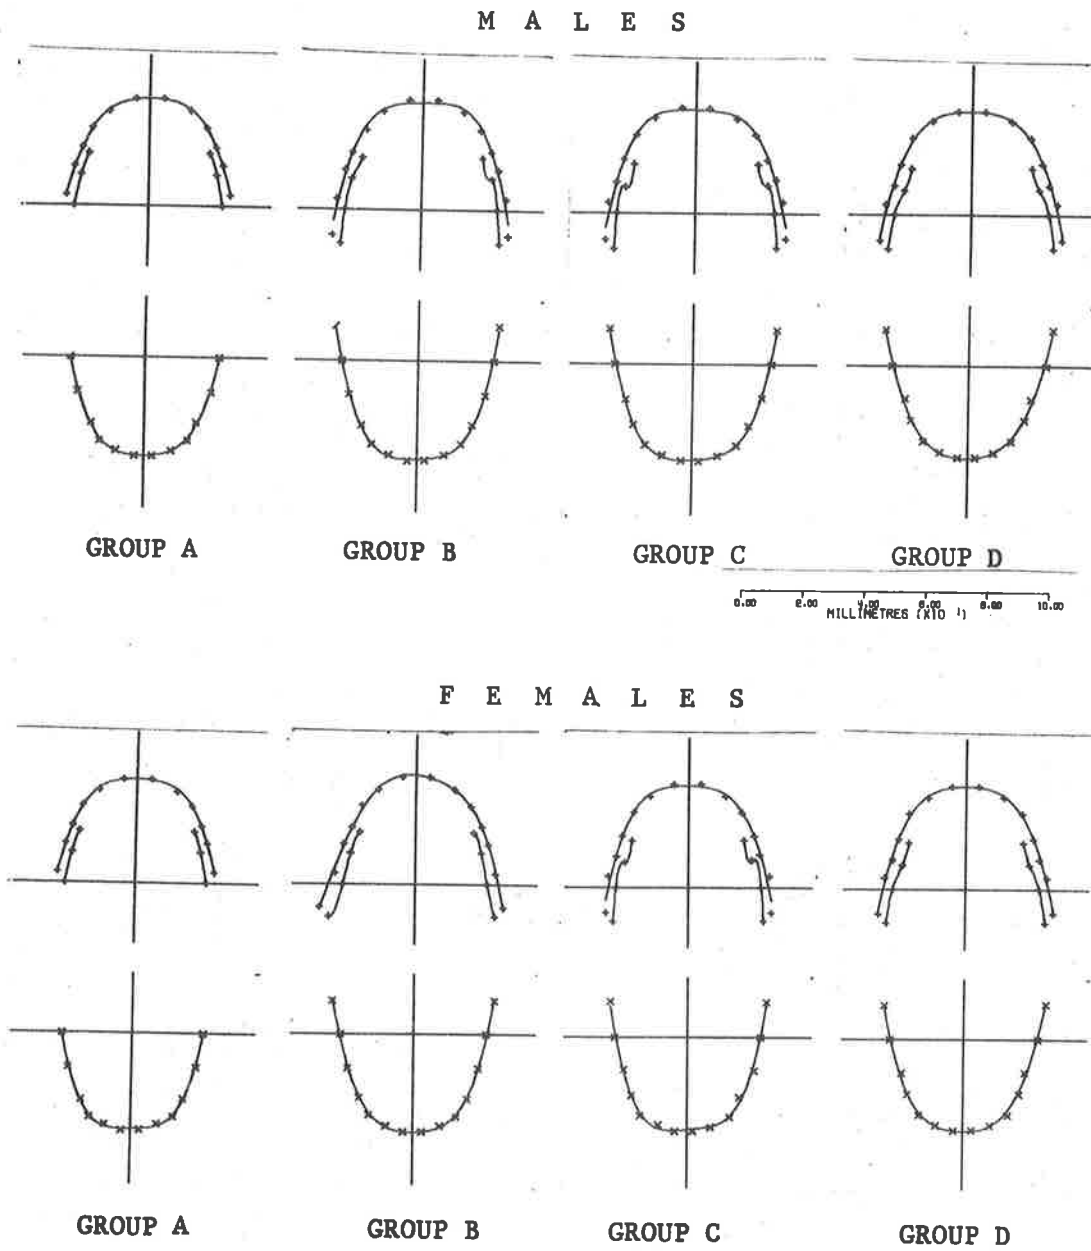 M A L E S
GROUP A GROUP B GROUP C GROUP D
0.00 2.00 4.00 6.00 8.00 10.00
MILLIMETRES (X10 ¹)
F E M A L E S
GROUP A GROUP B GROUP C GROUP D